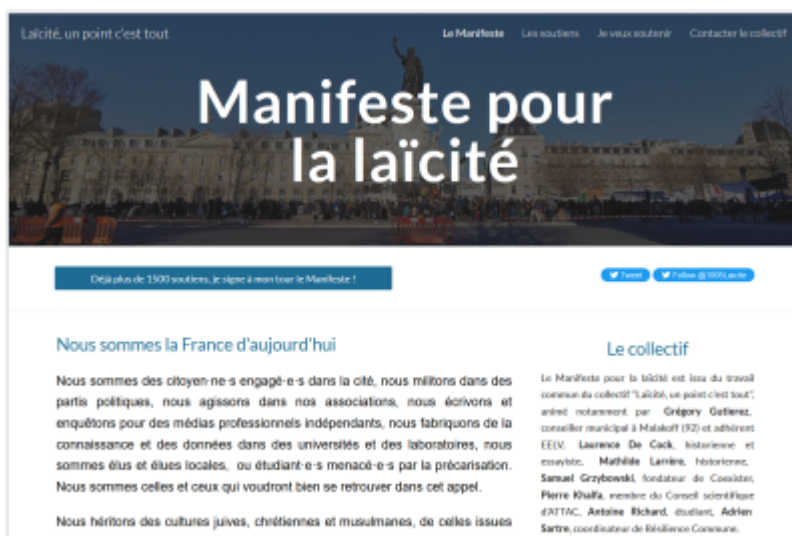 Laïcité, un point c'est tout
Le Manifeste Les soutiens Je veux soutenir Contacter le collectif
Manifeste pour
la laïcité
Déjà plus de 1500 soutiens, je signe à mon tour le Manifeste !
Tweet Follow @1905Laicite
Nous sommes la France d'aujourd'hui
Nous sommes des citoyen·ne·s engagé·e·s dans la cité, nous militons dans des
partis politiques, nous agissons dans nos associations, nous écrivons et
enquêtons pour des médias professionnels indépendants, nous fabriquons de la
connaissance et des données dans des universités et des laboratoires, nous
sommes élus et élues locales, ou étudiant·e·s menacé·e·s par la précarisation.
Nous sommes celles et ceux qui voudront bien se retrouver dans cet appel.
Nous héritons des cultures juives, chrétiennes et musulmanes, de celles issues
Le collectif
Le Manifeste pour la laïcité est issu du travail
commun du collectif "Laïcité, un point c'est tout",
animé notamment par Grégory Gutierez,
conseiller municipal à Malakoff (92) et adhérent
EELV, Laurence De Cock, historienne et
essayiste, Mathilde Larrère, historienne,
Samuel Grzybowski, fondateur de Coexister,
Pierre Khalfa, membre du Conseil scientifique
d'ATTAC, Antoine Richard, étudiant, Adrien
Sartre, coordinateur de Résilience Commune.